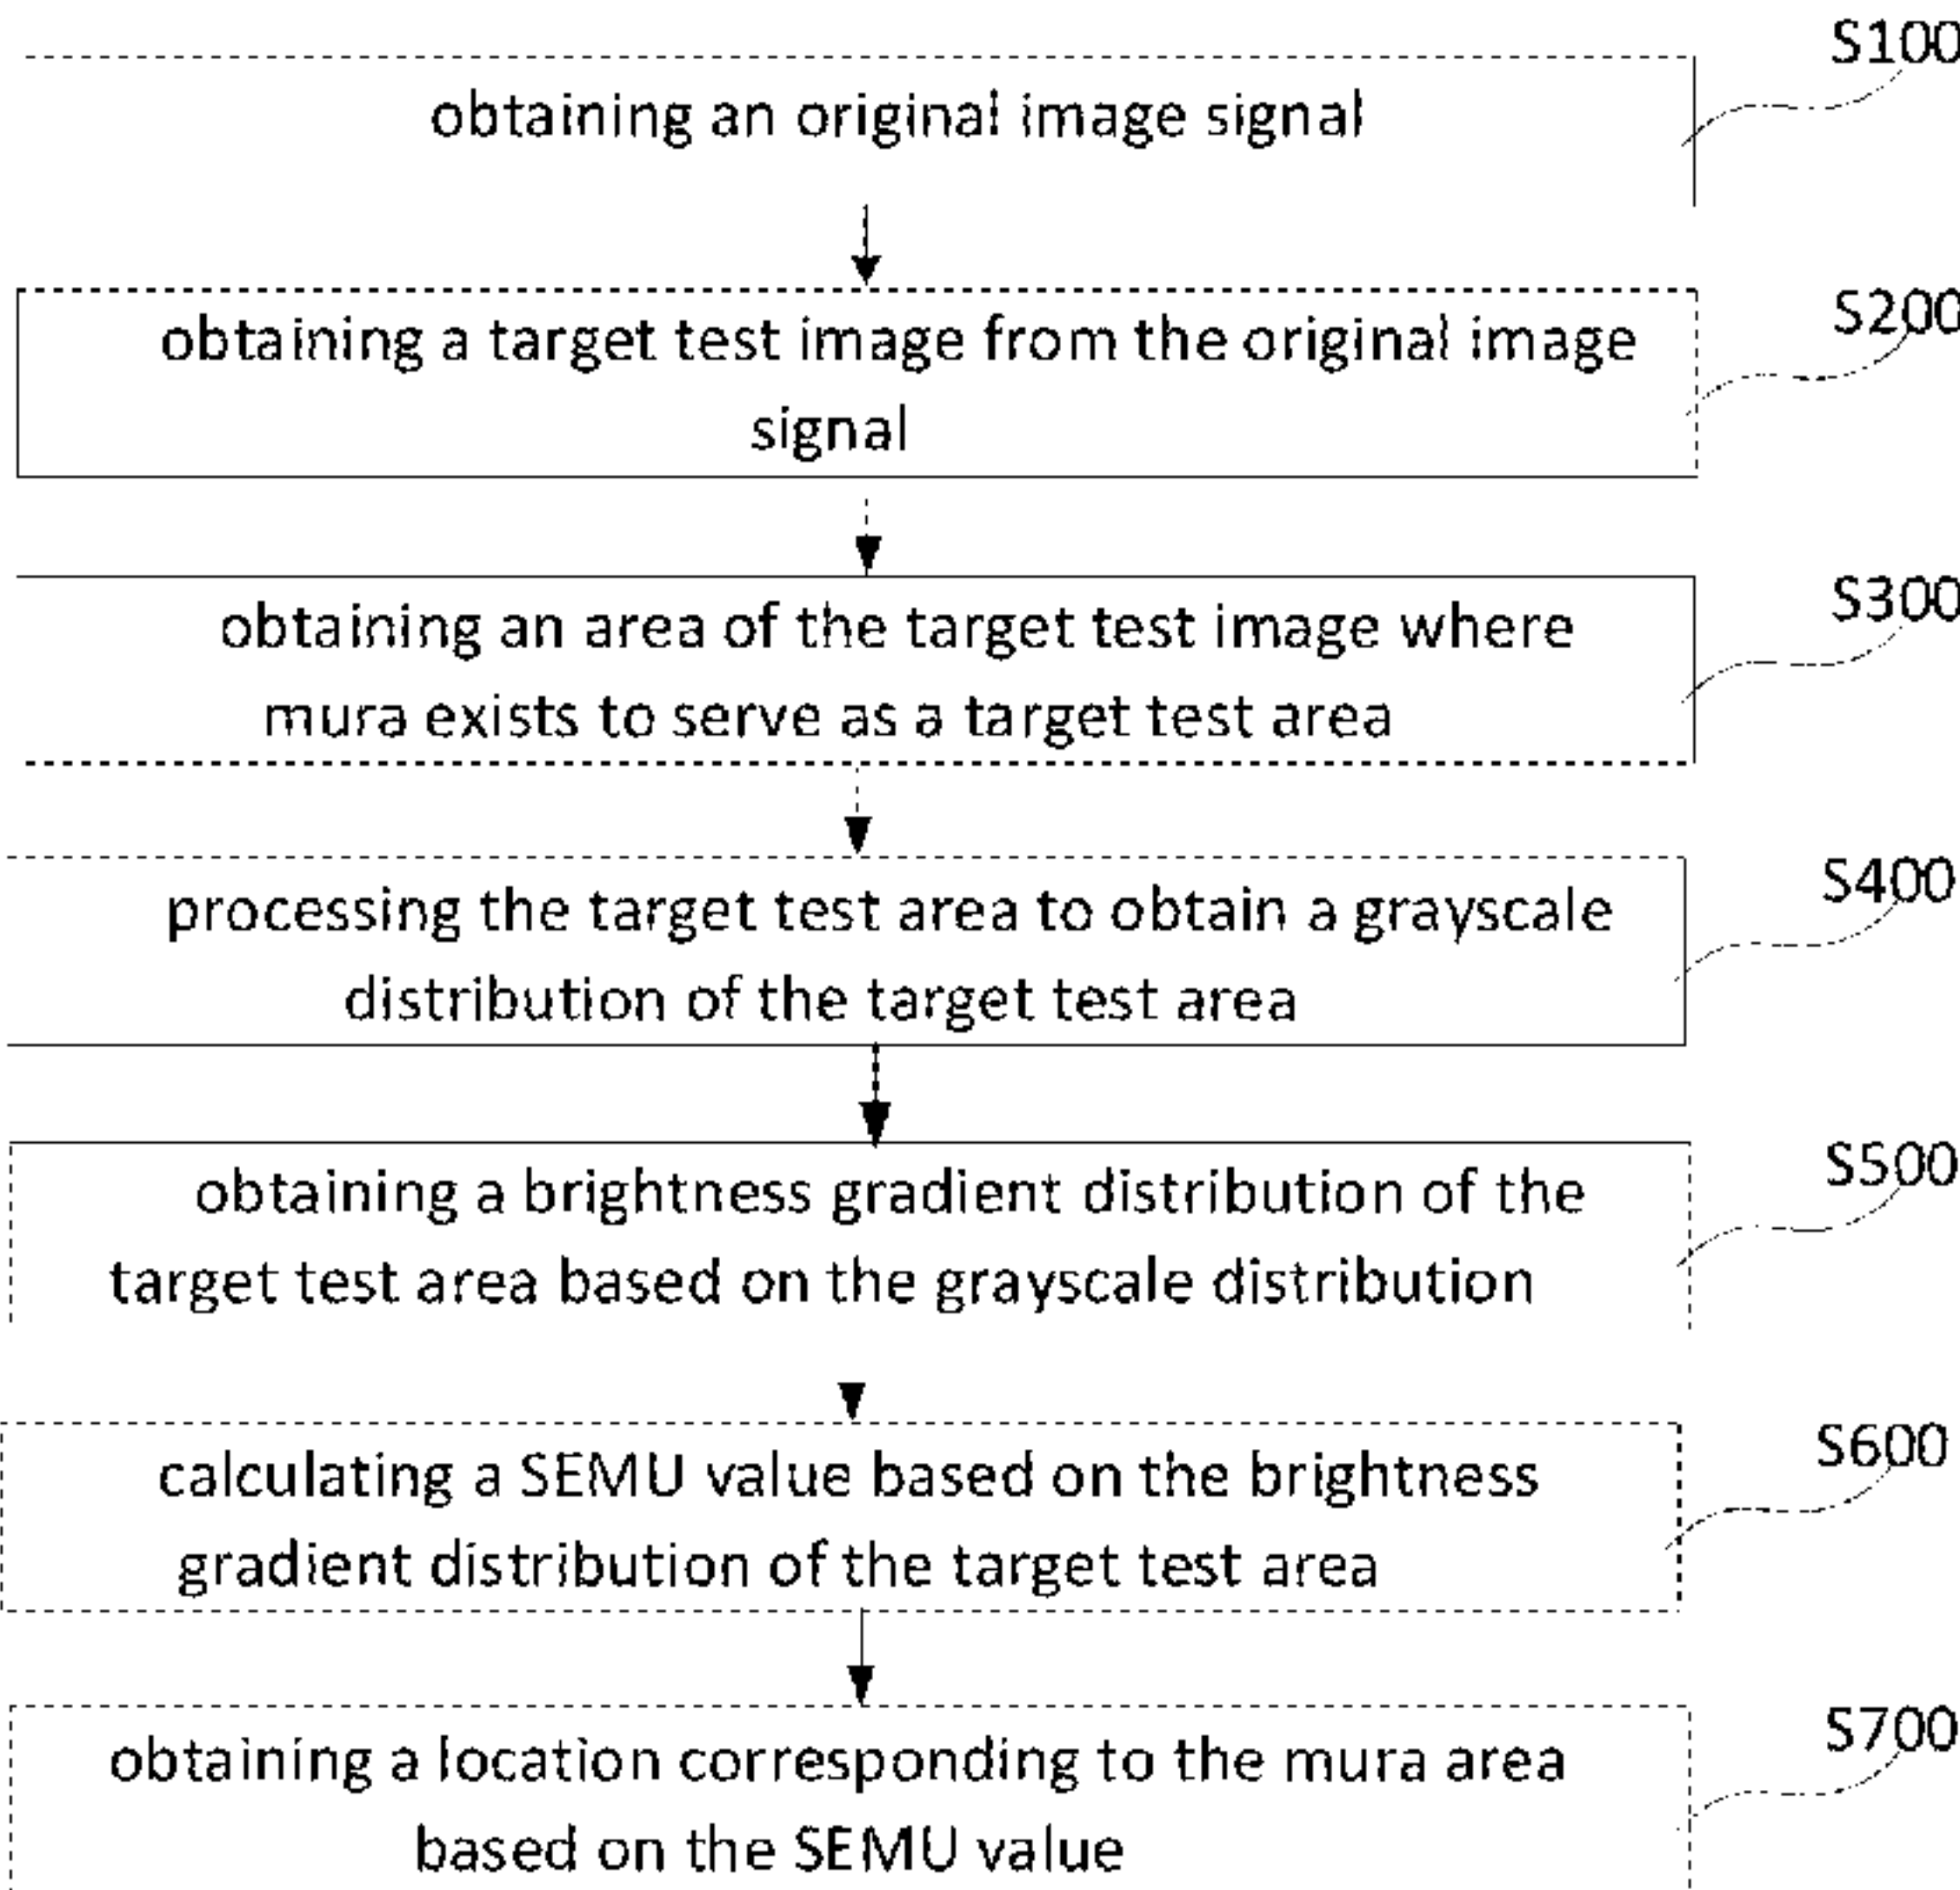 S100
obtaining an original image signal
S200
obtaining a target test image from the original image
signal
S300
obtaining an area of the target test image where
mura exists to serve as a target test area
S400
processing the target test area to obtain a grayscale
distribution of the target test area
S500
obtaining a brightness gradient distribution of the
target test area based on the grayscale distribution
S600
calculating a SEMU value based on the brightness
gradient distribution of the target test area
S700
obtaining a location corresponding to the mura area
based on the SEMU value